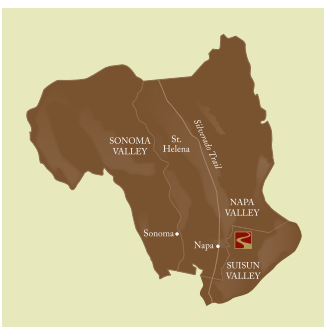 SONOMA
VALLEY
St.
Helena
Silverado Trail
NAPA
VALLEY
Sonoma
Napa
SUISUN
VALLEY